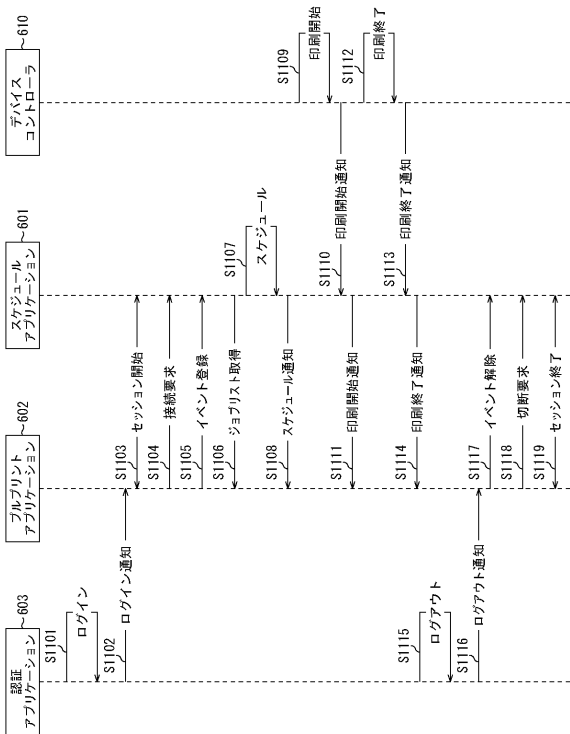 認証
アプリケーション
603
プルプリント
アプリケーション
602
スケジュール
アプリケーション
601
デバイス
コントローラ
610
S1101
ログイン
S1102
ログイン通知
S1103
セッション開始
S1104
接続要求
S1105
イベント登録
S1106
ジョブリスト取得
S1107
スケジュール
S1108
スケジュール通知
S1109
印刷開始
S1110
印刷開始通知
S1111
印刷開始通知
S1112
印刷終了
S1113
印刷終了通知
S1114
印刷終了通知
S1115
ログアウト
S1116
ログアウト通知
S1117
イベント解除
S1118
切断要求
S1119
セッション終了